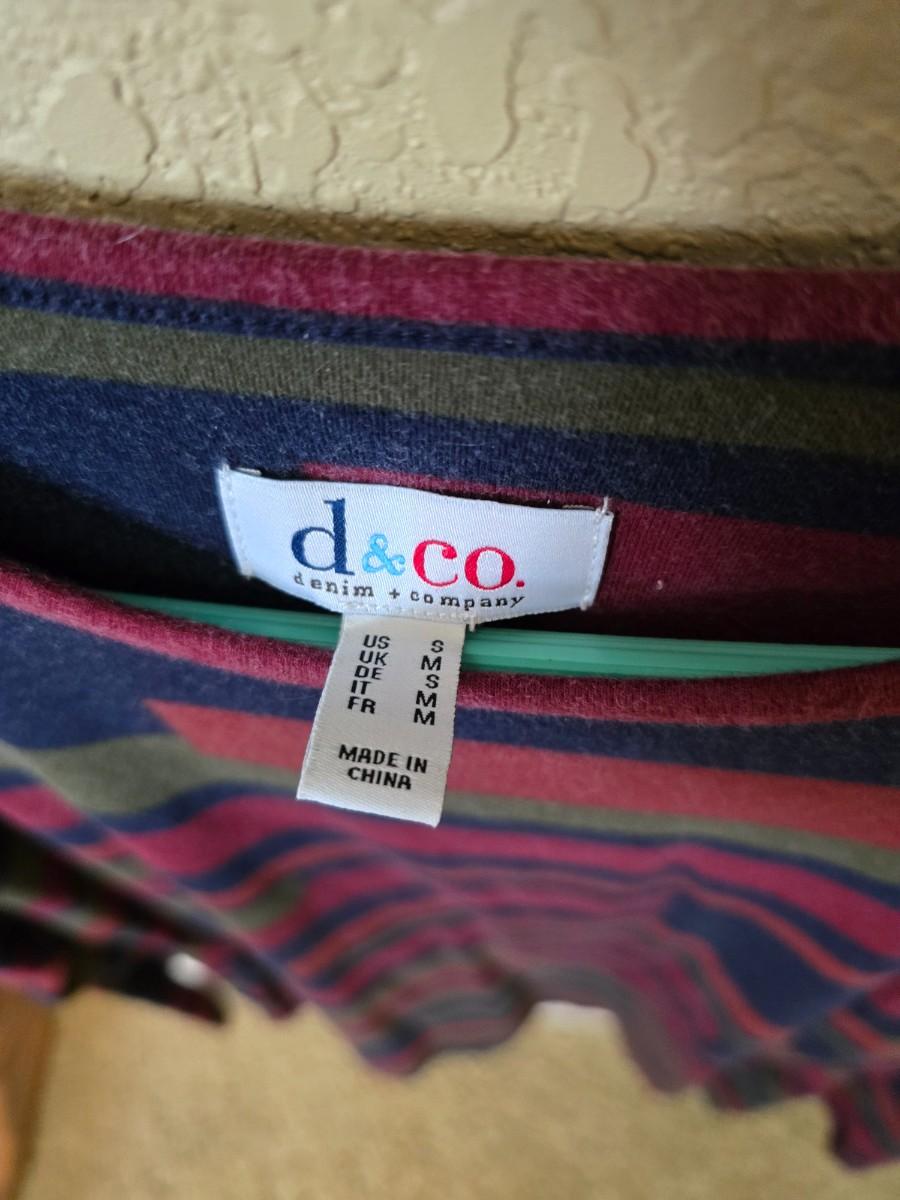 d&co.
denim + company
US S
UK M
DE S
IT M
FR M
MADE IN
CHINA